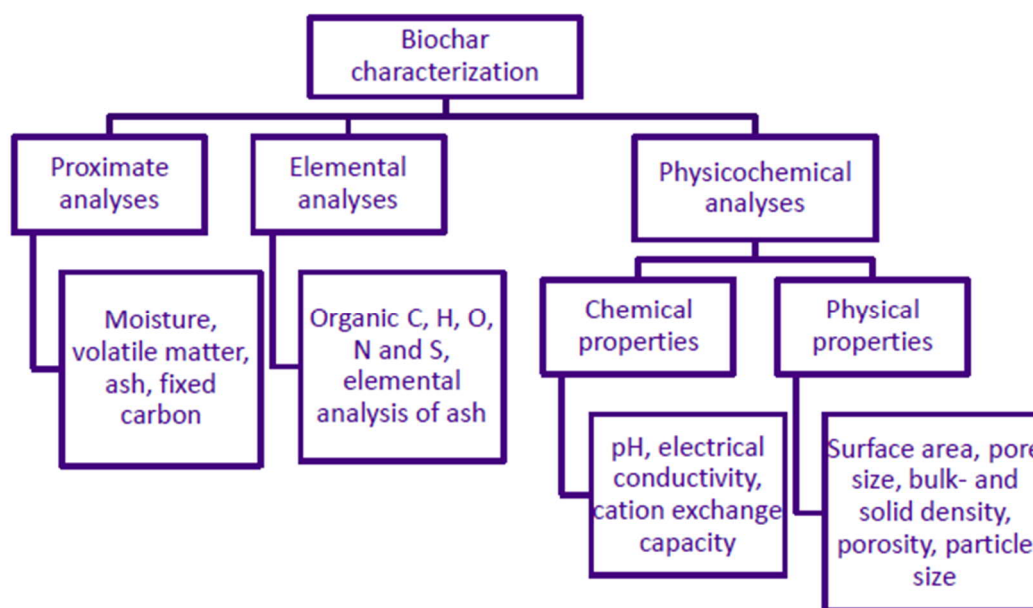 Biochar
characterization
Proximate
analyses
Elemental
analyses
Physicochemical
analyses
Moisture,
volatile matter,
ash, fixed
carbon
Organic C, H, O,
N and S,
elemental
analysis of ash
Chemical
properties
Physical
properties
pH, electrical
conductivity,
cation exchange
capacity
Surface area, pore
size, bulk- and
solid density,
porosity, particle
size